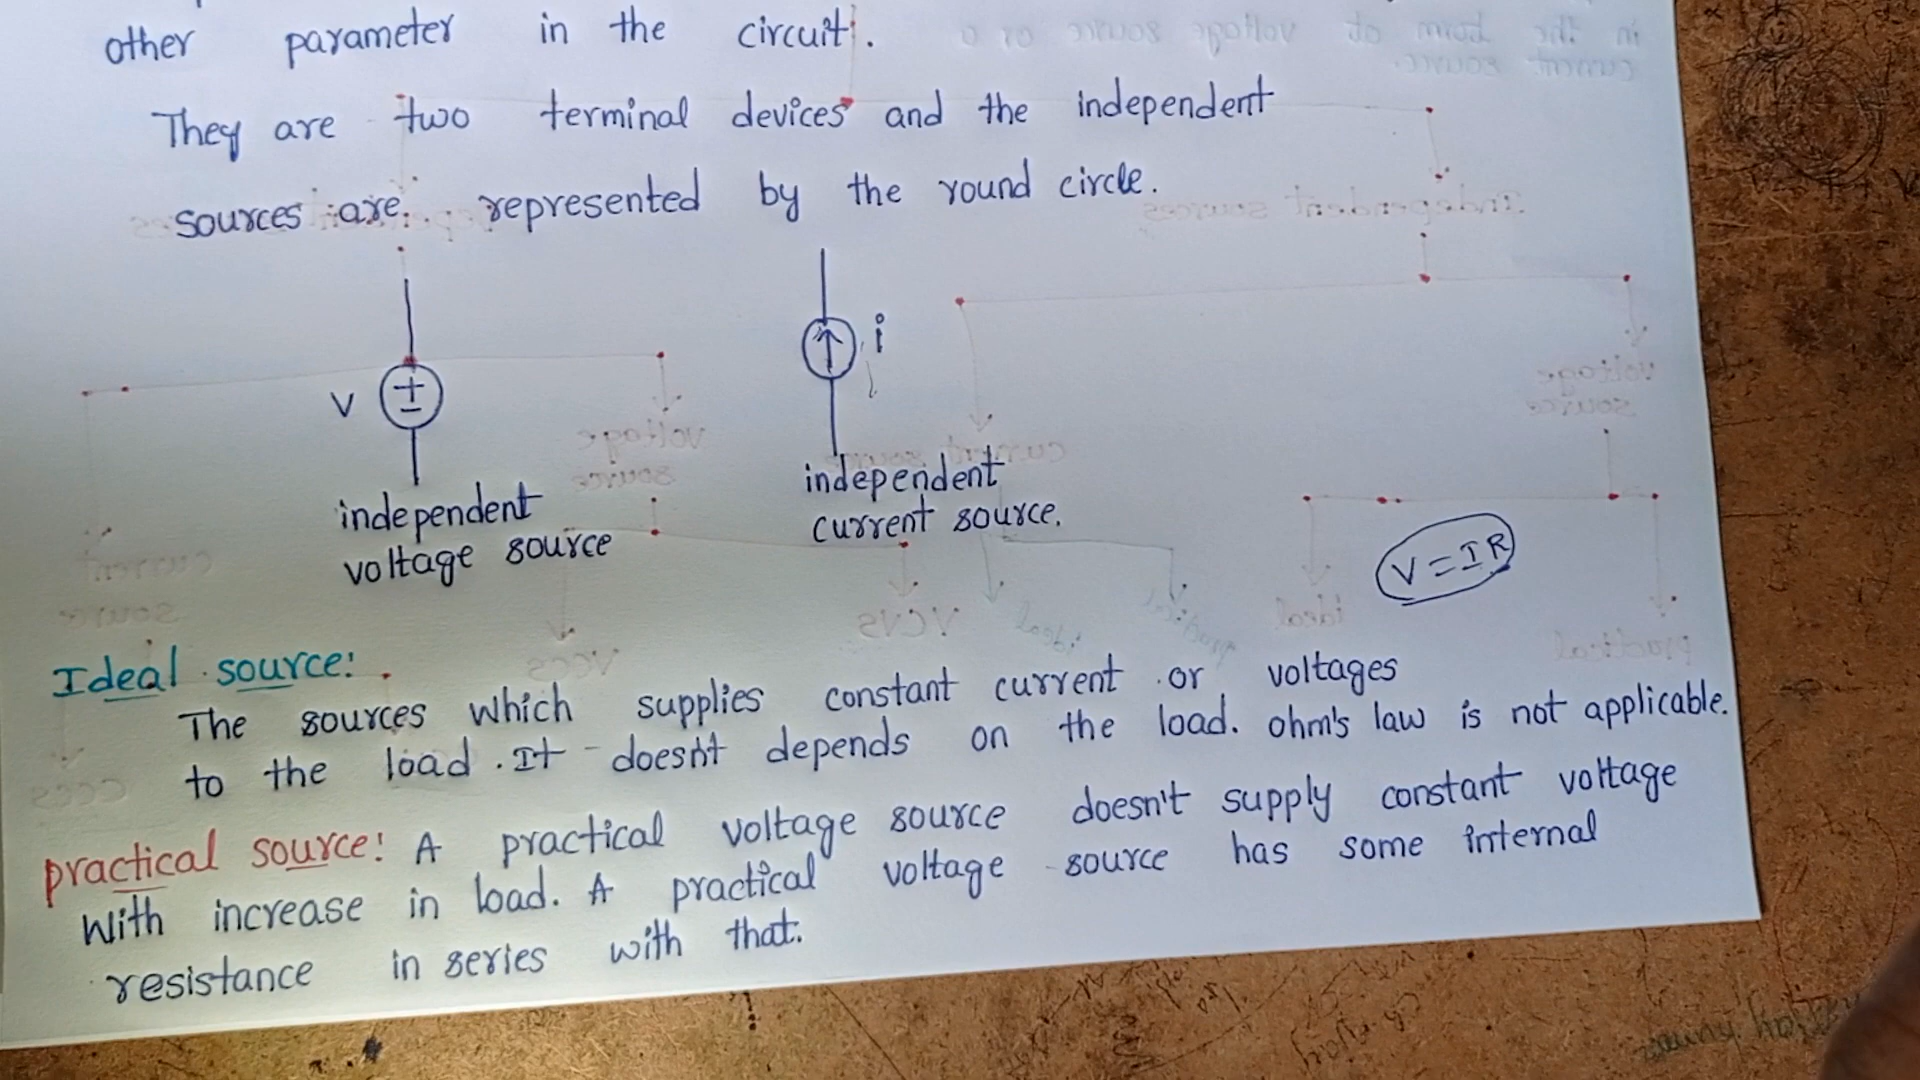 other parameter in the circuit.
They are two terminal devices and the independent
sources are represented by the round circle.
V
+
−
i
independent
voltage source
independent
current source.
V=IR
Ideal source:
The sources which supplies constant current or voltages
to the load. It doesn't depends on the load. ohm's law is not applicable.
practical source: A practical voltage source doesn't supply constant voltage
with increase in load. A practical voltage source has some internal
resistance in series with that.